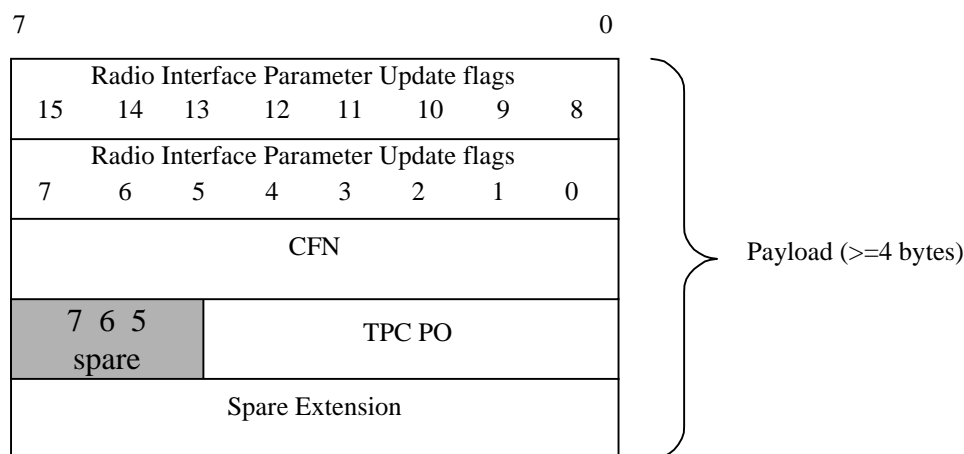 7 0
Radio Interface Parameter Update flags
15 14 13 12 11 10 9 8
Radio Interface Parameter Update flags
7 6 5 4 3 2 1 0
CFN
Payload (>=4 bytes)
7 6 5
spare
TPC PO
Spare Extension